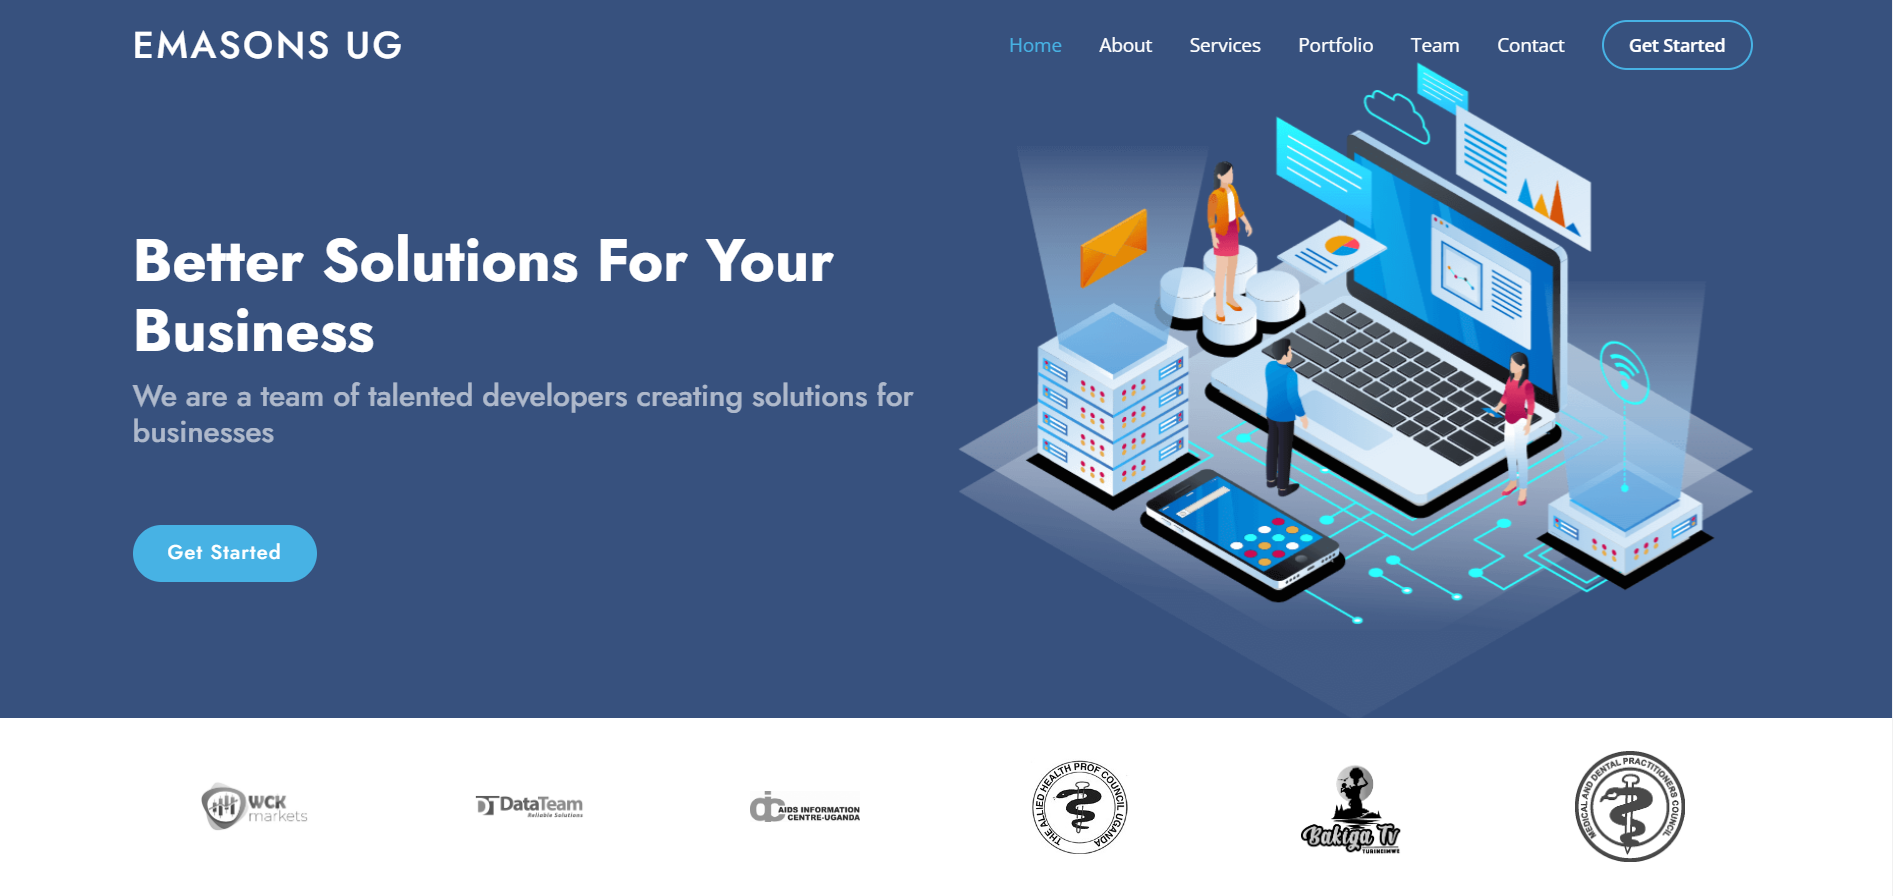 EMASONS UG
Home About Services Portfolio Team Contact Get Started
Better Solutions For Your
Business
We are a team of talented developers creating solutions for
businesses
Get Started
WCK
markets
DT DataTeam
Reliable Solutions
aic AIDS INFORMATION
CENTRE-UGANDA
THE ALLIED HEALTH PROF COUNCIL UGANDA
Bakiga Tv
TURINEIMWE
MEDICAL AND DENTAL PRACTITIONERS COUNCIL